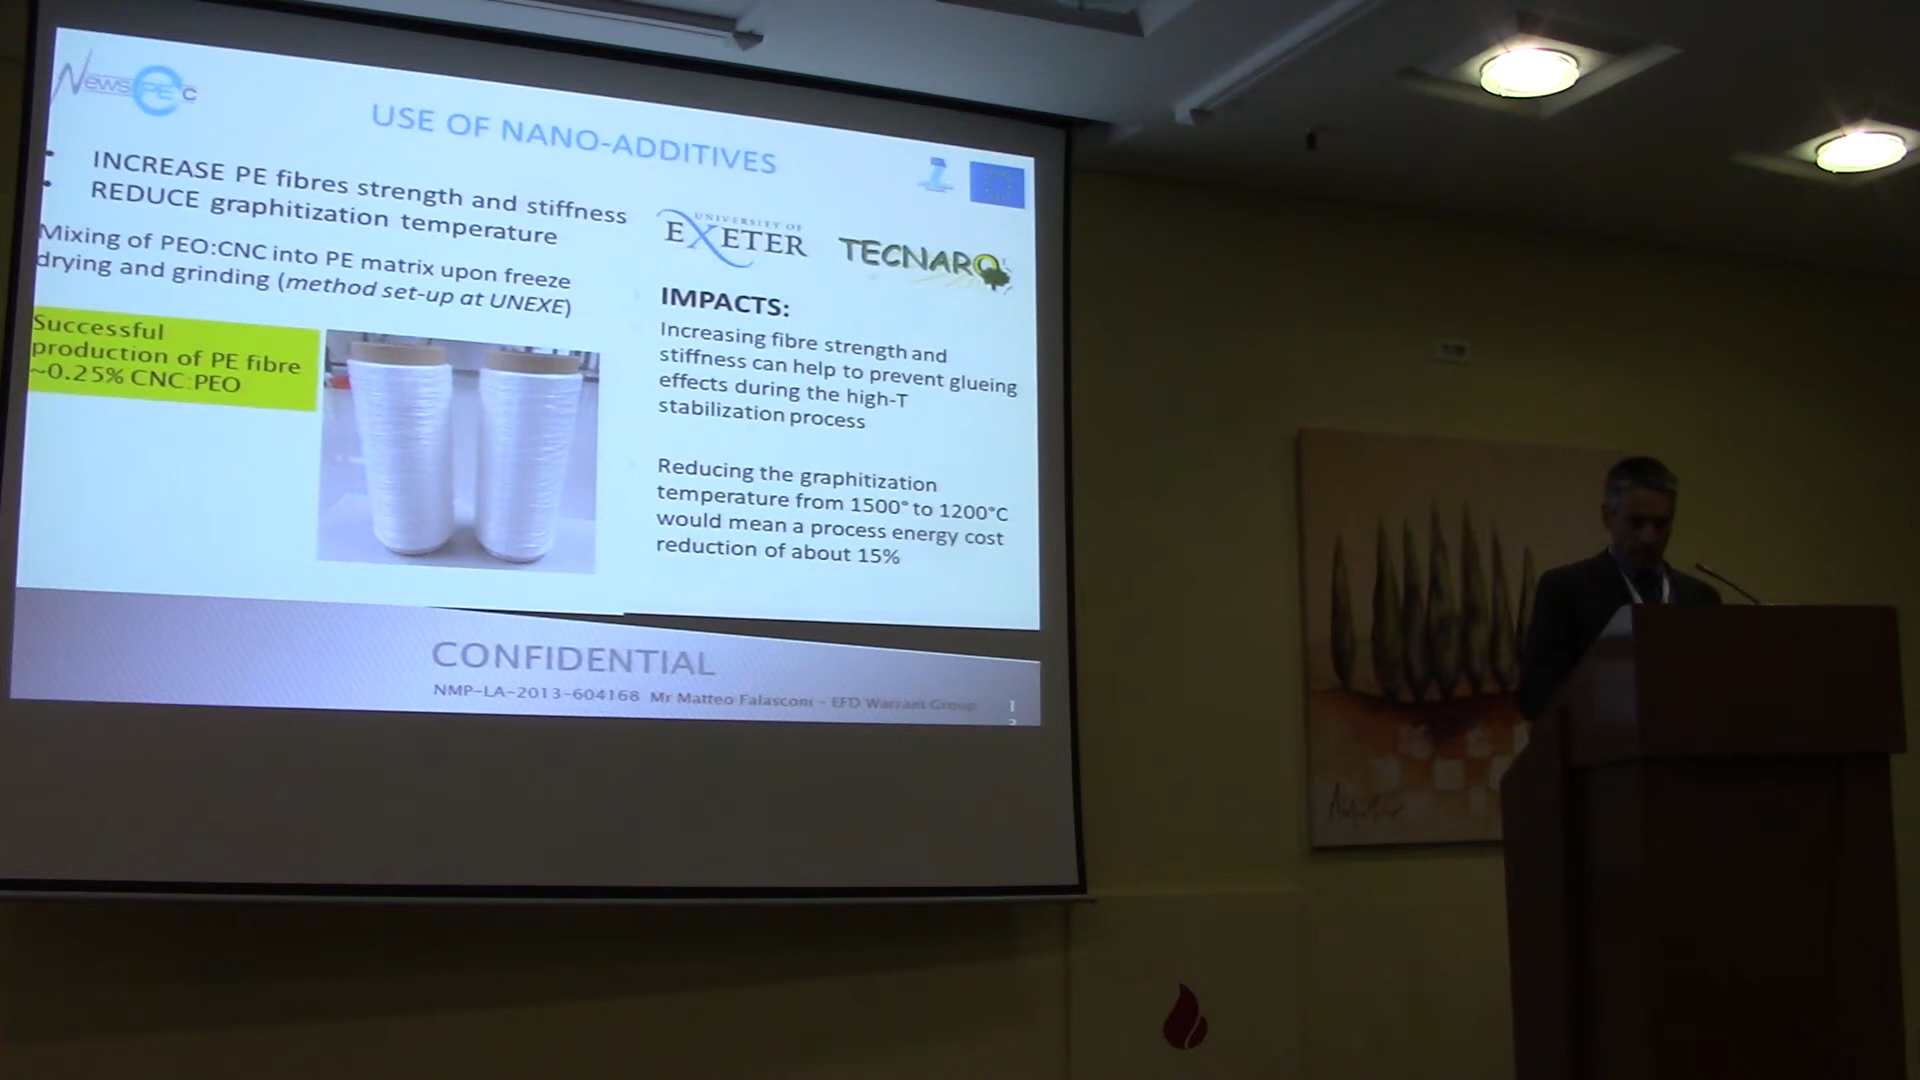 NewsPEc
USE OF NANO-ADDITIVES
INCREASE PE fibres strength and stiffness
REDUCE graphitization temperature
Mixing of PEO:CNC into PE matrix upon freeze
drying and grinding (method set-up at UNEXE)
Successful
production of PE fibre
~0.25% CNC:PEO
UNIVERSITY OF
EXETER
TECNARO
IMPACTS:
Increasing fibre strength and
stiffness can help to prevent glueing
effects during the high-T
stabilization process
Reducing the graphitization
temperature from 1500° to 1200°C
would mean a process energy cost
reduction of about 15%
CONFIDENTIAL
NMP-LA-2013-604168 Mr Matteo Falasconi - EFD Warrant Group